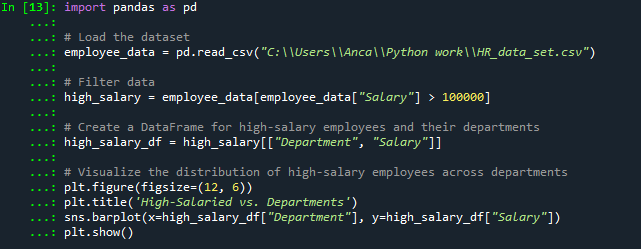 In [13]: import pandas as pd
    ...:
    ...: # Load the dataset
    ...: employee_data = pd.read_csv("C:\\Users\\Anca\\Python work\\HR_data_set.csv")
    ...:
    ...: # Filter data
    ...: high_salary = employee_data[employee_data["Salary"] > 100000]
    ...:
    ...: # Create a DataFrame for high-salary employees and their departments
    ...: high_salary_df = high_salary[["Department", "Salary"]]
    ...:
    ...: # Visualize the distribution of high-salary employees across departments
    ...: plt.figure(figsize=(12, 6))
    ...: plt.title('High-Salaried vs. Departments')
    ...: sns.barplot(x=high_salary_df["Department"], y=high_salary_df["Salary"])
    ...: plt.show()